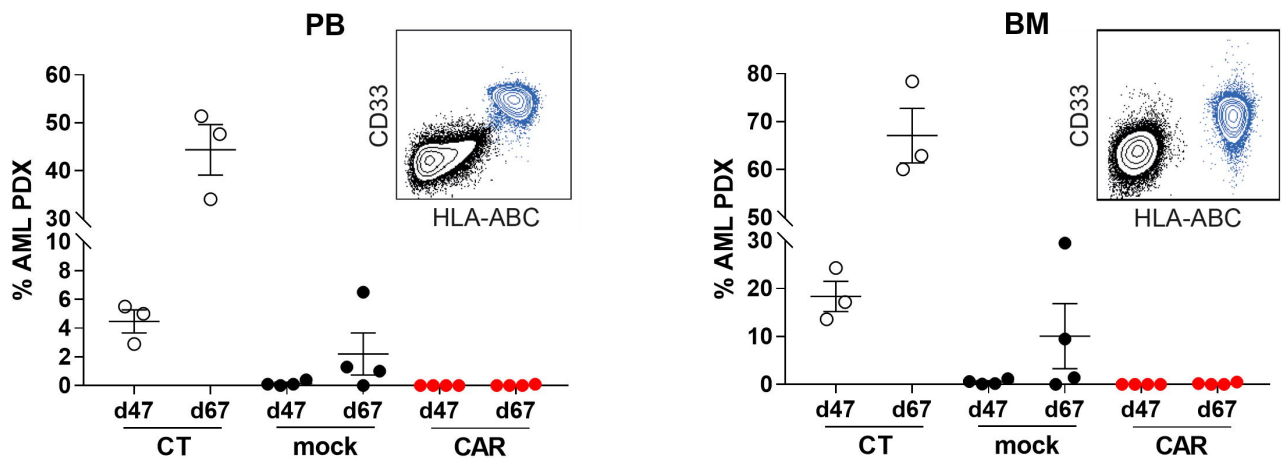 PB
% AML PDX
60
50
40
30
10
8
6
4
2
0
CD33
HLA-ABC
d47 d67 d47 d67 d47 d67
CT mock CAR
BM
% AML PDX
80
70
60
50
30
20
10
0
CD33
HLA-ABC
d47 d67 d47 d67 d47 d67
CT mock CAR